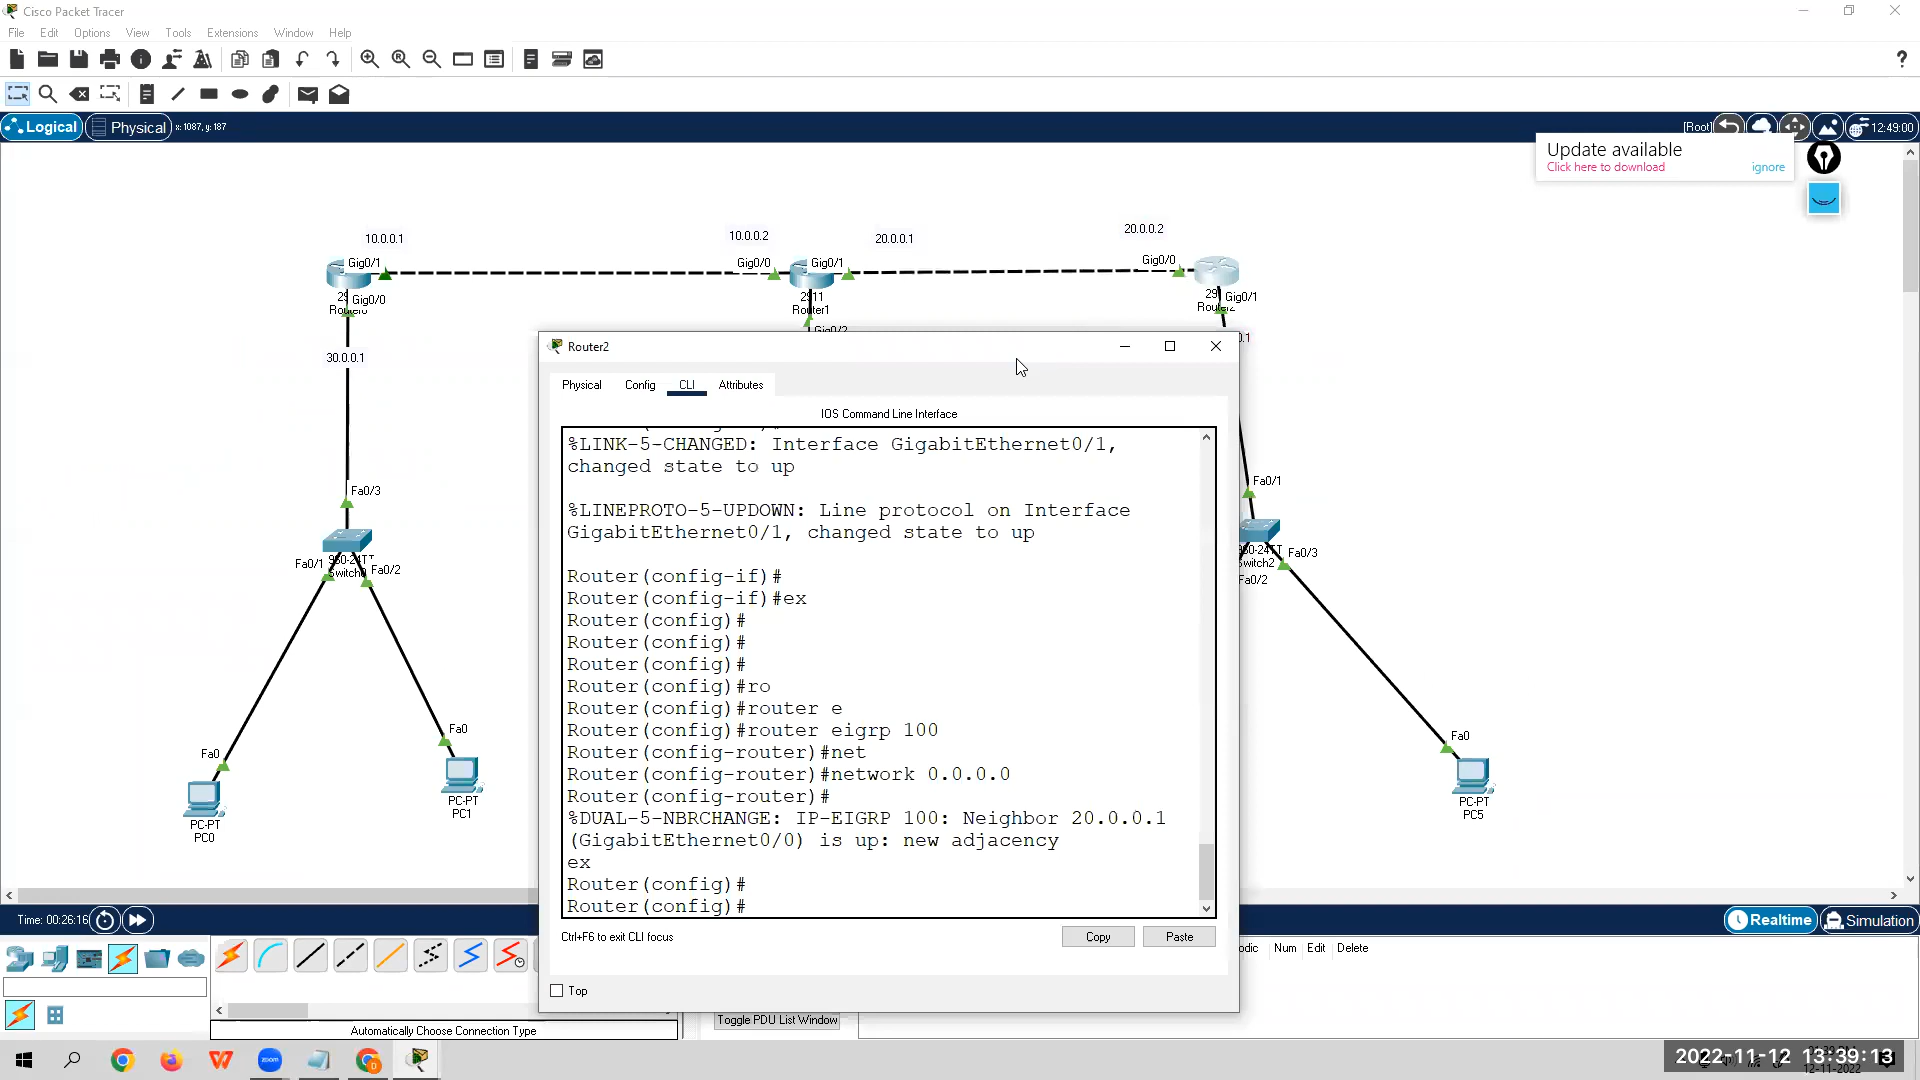 Cisco Packet Tracer
File Edit Options View Tools Extensions Window Help
Logical Physical x: 1087, y: 187
[Root] 12:49:00
Update available
Click here to download ignore
10.0.0.1
10.0.0.2
20.0.0.1
20.0.0.2
Gig0/1
Gig0/0
Gig0/1
Gig0/0
Gig0/0
2911
Router1
Gig0/1
Gig0/2
30.0.0.1
Router2
Physical Config CLI Attributes
IOS Command Line Interface
%LINK-5-CHANGED: Interface GigabitEthernet0/1,
changed state to up
%LINEPROTO-5-UPDOWN: Line protocol on Interface
GigabitEthernet0/1, changed state to up
Router(config-if)#
Router(config-if)#ex
Router(config)#
Router(config)#
Router(config)#
Router(config)#ro
Router(config)#router e
Router(config)#router eigrp 100
Router(config-router)#net
Router(config-router)#network 0.0.0.0
Router(config-router)#
%DUAL-5-NBRCHANGE: IP-EIGRP 100: Neighbor 20.0.0.1
(GigabitEthernet0/0) is up: new adjacency
ex
Router(config)#
Router(config)#
Ctrl+F6 to exit CLI focus
Copy Paste
Top
Fa0/3
Fa0/1
Fa0/2
Fa0/1
Fa0/3
Fa0/2
Fa0
Fa0
Fa0
PC-PT
PC0
PC-PT
PC1
PC-PT
PC5
Time: 00:26:16
Realtime Simulation
Num Edit Delete
Automatically Choose Connection Type
Toggle PDU List Window
zoom
2022-11-12 13:39:13
12-11-2022